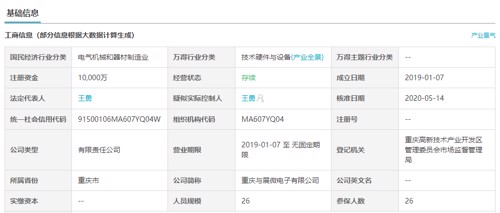 基础信息
工商信息（部分信息根据大数据计算生成） 产业景气
国民经济行业分类 电气机械和器材制造业 万得行业分类 技术硬件与设备(产业全景) 万得主题行业分类 --
注册资金 10,000万 经营状态 存续 成立日期 2019-01-07
法定代表人 王勇 疑似实际控制人 王勇 核准日期 2020-05-14
统一社会信用代码 91500106MA607YQ04W 组织机构代码 MA607YQ04 注册号 --
公司类型 有限责任公司 营业期限 2019-01-07 至 无固定期限 登记机关 重庆高新技术产业开发区管理委员会市场监督管理局
所属省份 重庆市 公司简称 重庆与展微电子有限公司 公司英文名 --
实缴资本 -- 人员规模 26 参保人数 26